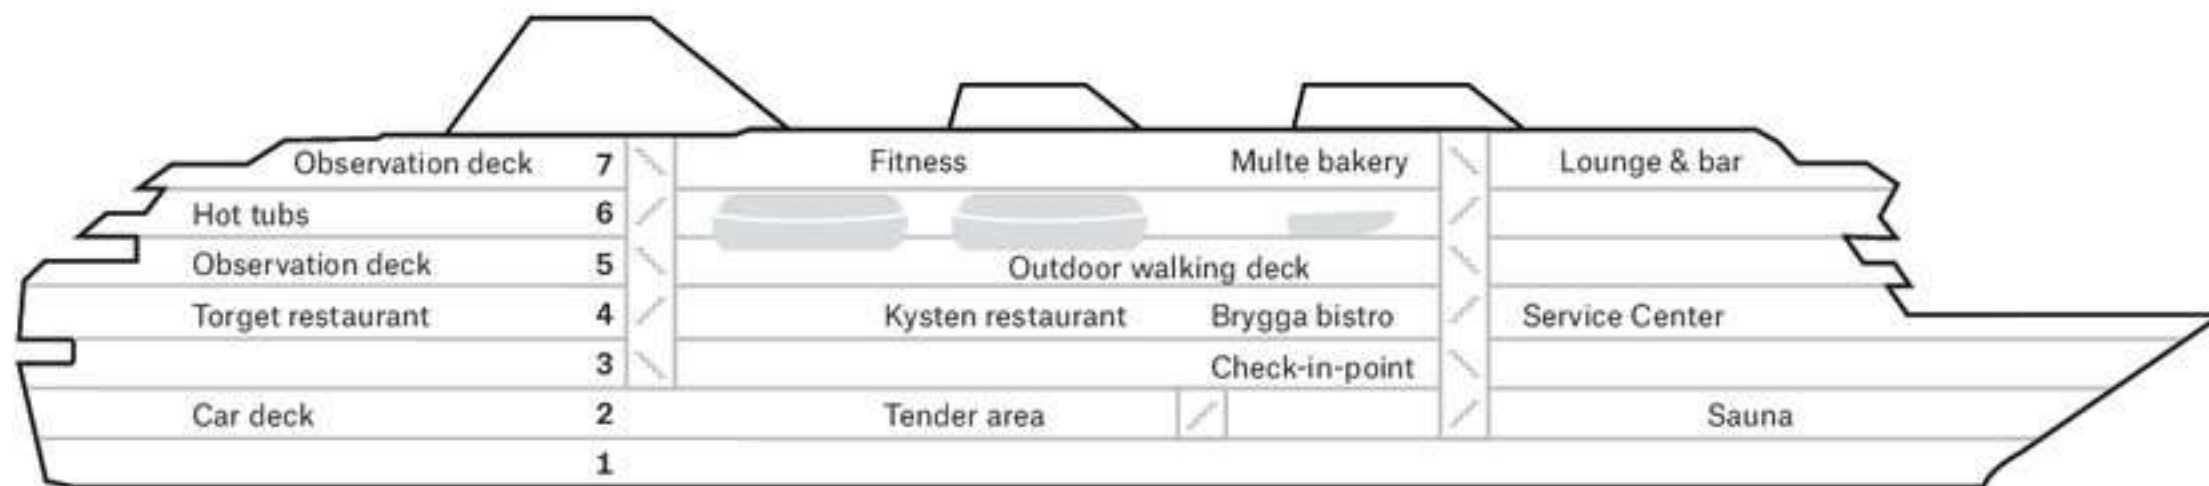 Observation deck 7 Fitness Multe bakery Lounge & bar
Hot tubs 6
Observation deck 5 Outdoor walking deck
Torget restaurant 4 Kysten restaurant Brygga bistro Service Center
3 Check-in-point
Car deck 2 Tender area Sauna
1